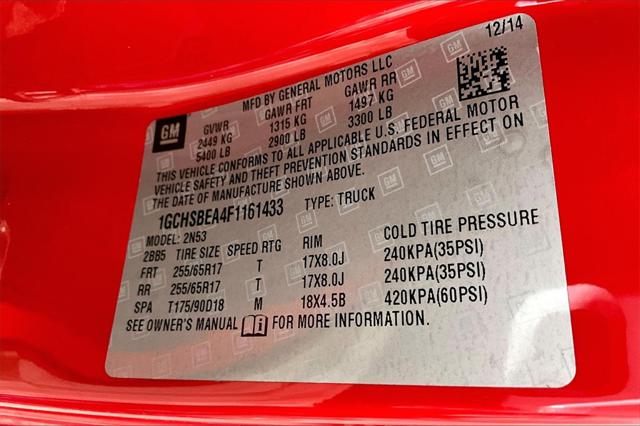 12/14
MFD BY GENERAL MOTORS LLC
GM
GVWR GAWR FRT GAWR RR
2449 KG 1315 KG 1497 KG
5400 LB 2900 LB 3300 LB
THIS VEHICLE CONFORMS TO ALL APPLICABLE U.S. FEDERAL MOTOR
VEHICLE SAFETY AND THEFT PREVENTION STANDARDS IN EFFECT ON
THE DATE OF MANUFACTURE SHOWN ABOVE.
1GCHSBEA4F1161433 TYPE: TRUCK
MODEL: 2N53
2BB5 TIRE SIZE SPEED RTG RIM COLD TIRE PRESSURE
FRT 255/65R17 T 17X8.0J 240KPA(35PSI)
RR 255/65R17 T 17X8.0J 240KPA(35PSI)
SPA T175/90D18 M 18X4.5B 420KPA(60PSI)
SEE OWNER'S MANUAL FOR MORE INFORMATION.